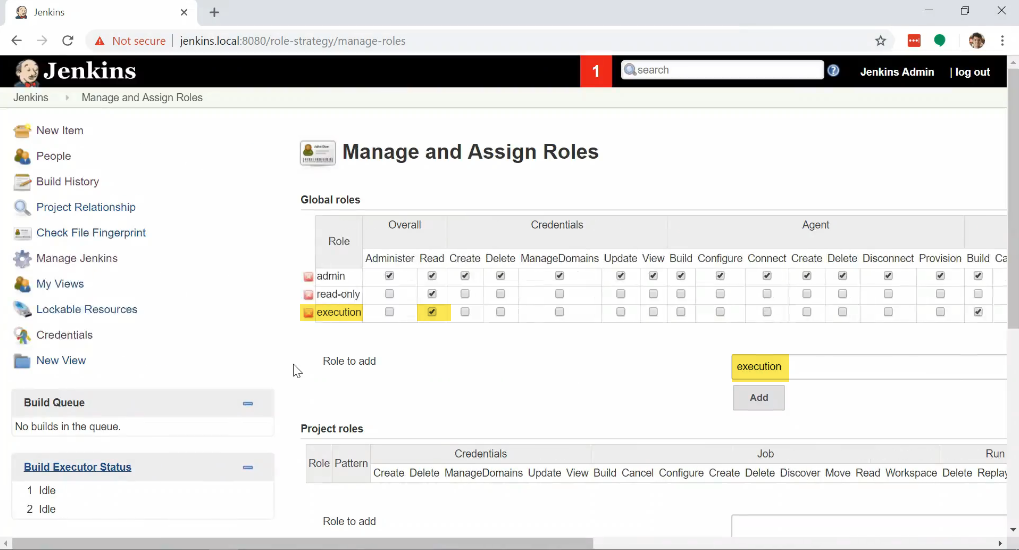 Jenkins
Not secure | jenkins.local:8080/role-strategy/manage-roles
Jenkins
1
search
Jenkins Admin
| log out
Jenkins
Manage and Assign Roles
New Item
People
Build History
Project Relationship
Check File Fingerprint
Manage Jenkins
My Views
Lockable Resources
Credentials
New View
Build Queue
No builds in the queue.
Build Executor Status
1 Idle
2 Idle
Manage and Assign Roles
Global roles
Role
Overall
Credentials
Agent
Administer Read Create Delete ManageDomains Update View Build Configure Connect Create Delete Disconnect Provision Build Ca
admin
read-only
execution
Role to add
execution
Add
Project roles
Role Pattern
Credentials
Job
Run
Create Delete ManageDomains Update View Build Cancel Configure Create Delete Discover Move Read Workspace Delete Replay
Role to add